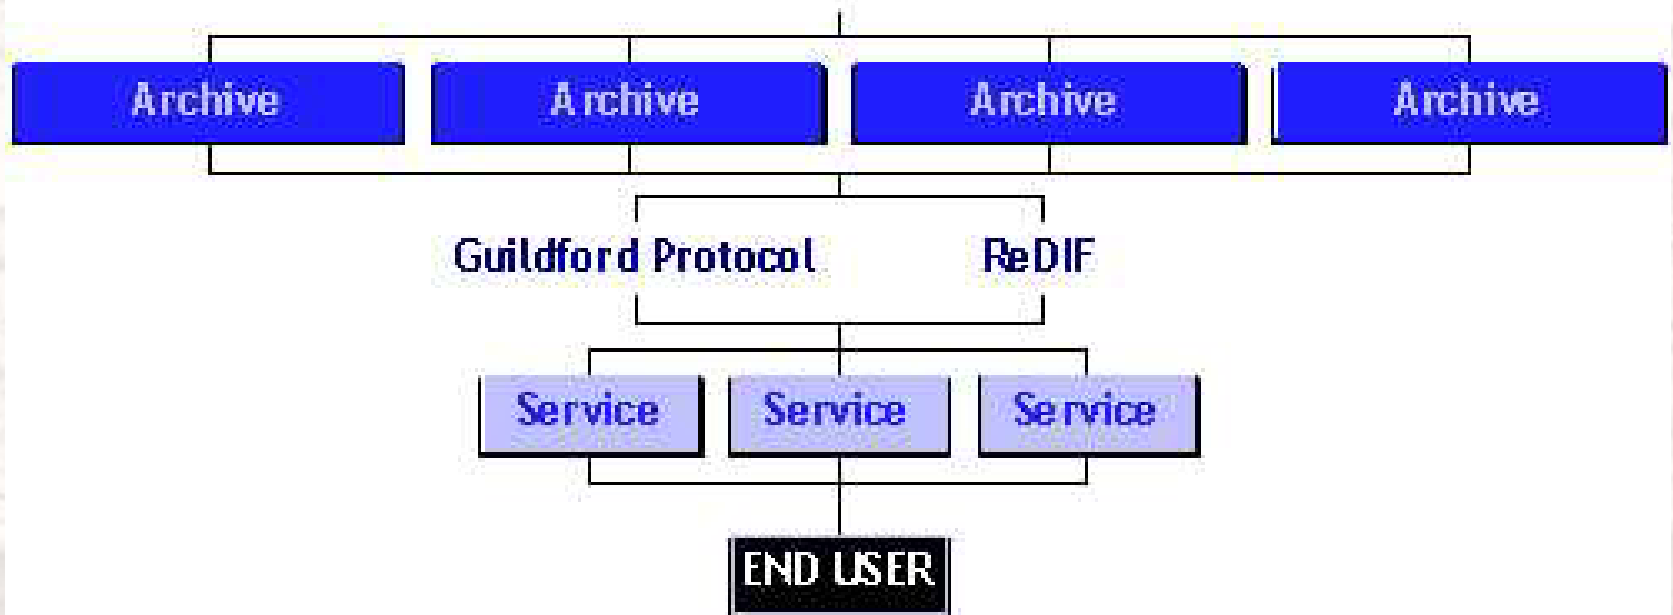 Archive Archive Archive Archive
Guildford Protocol ReDIF
Service Service Service
END USER